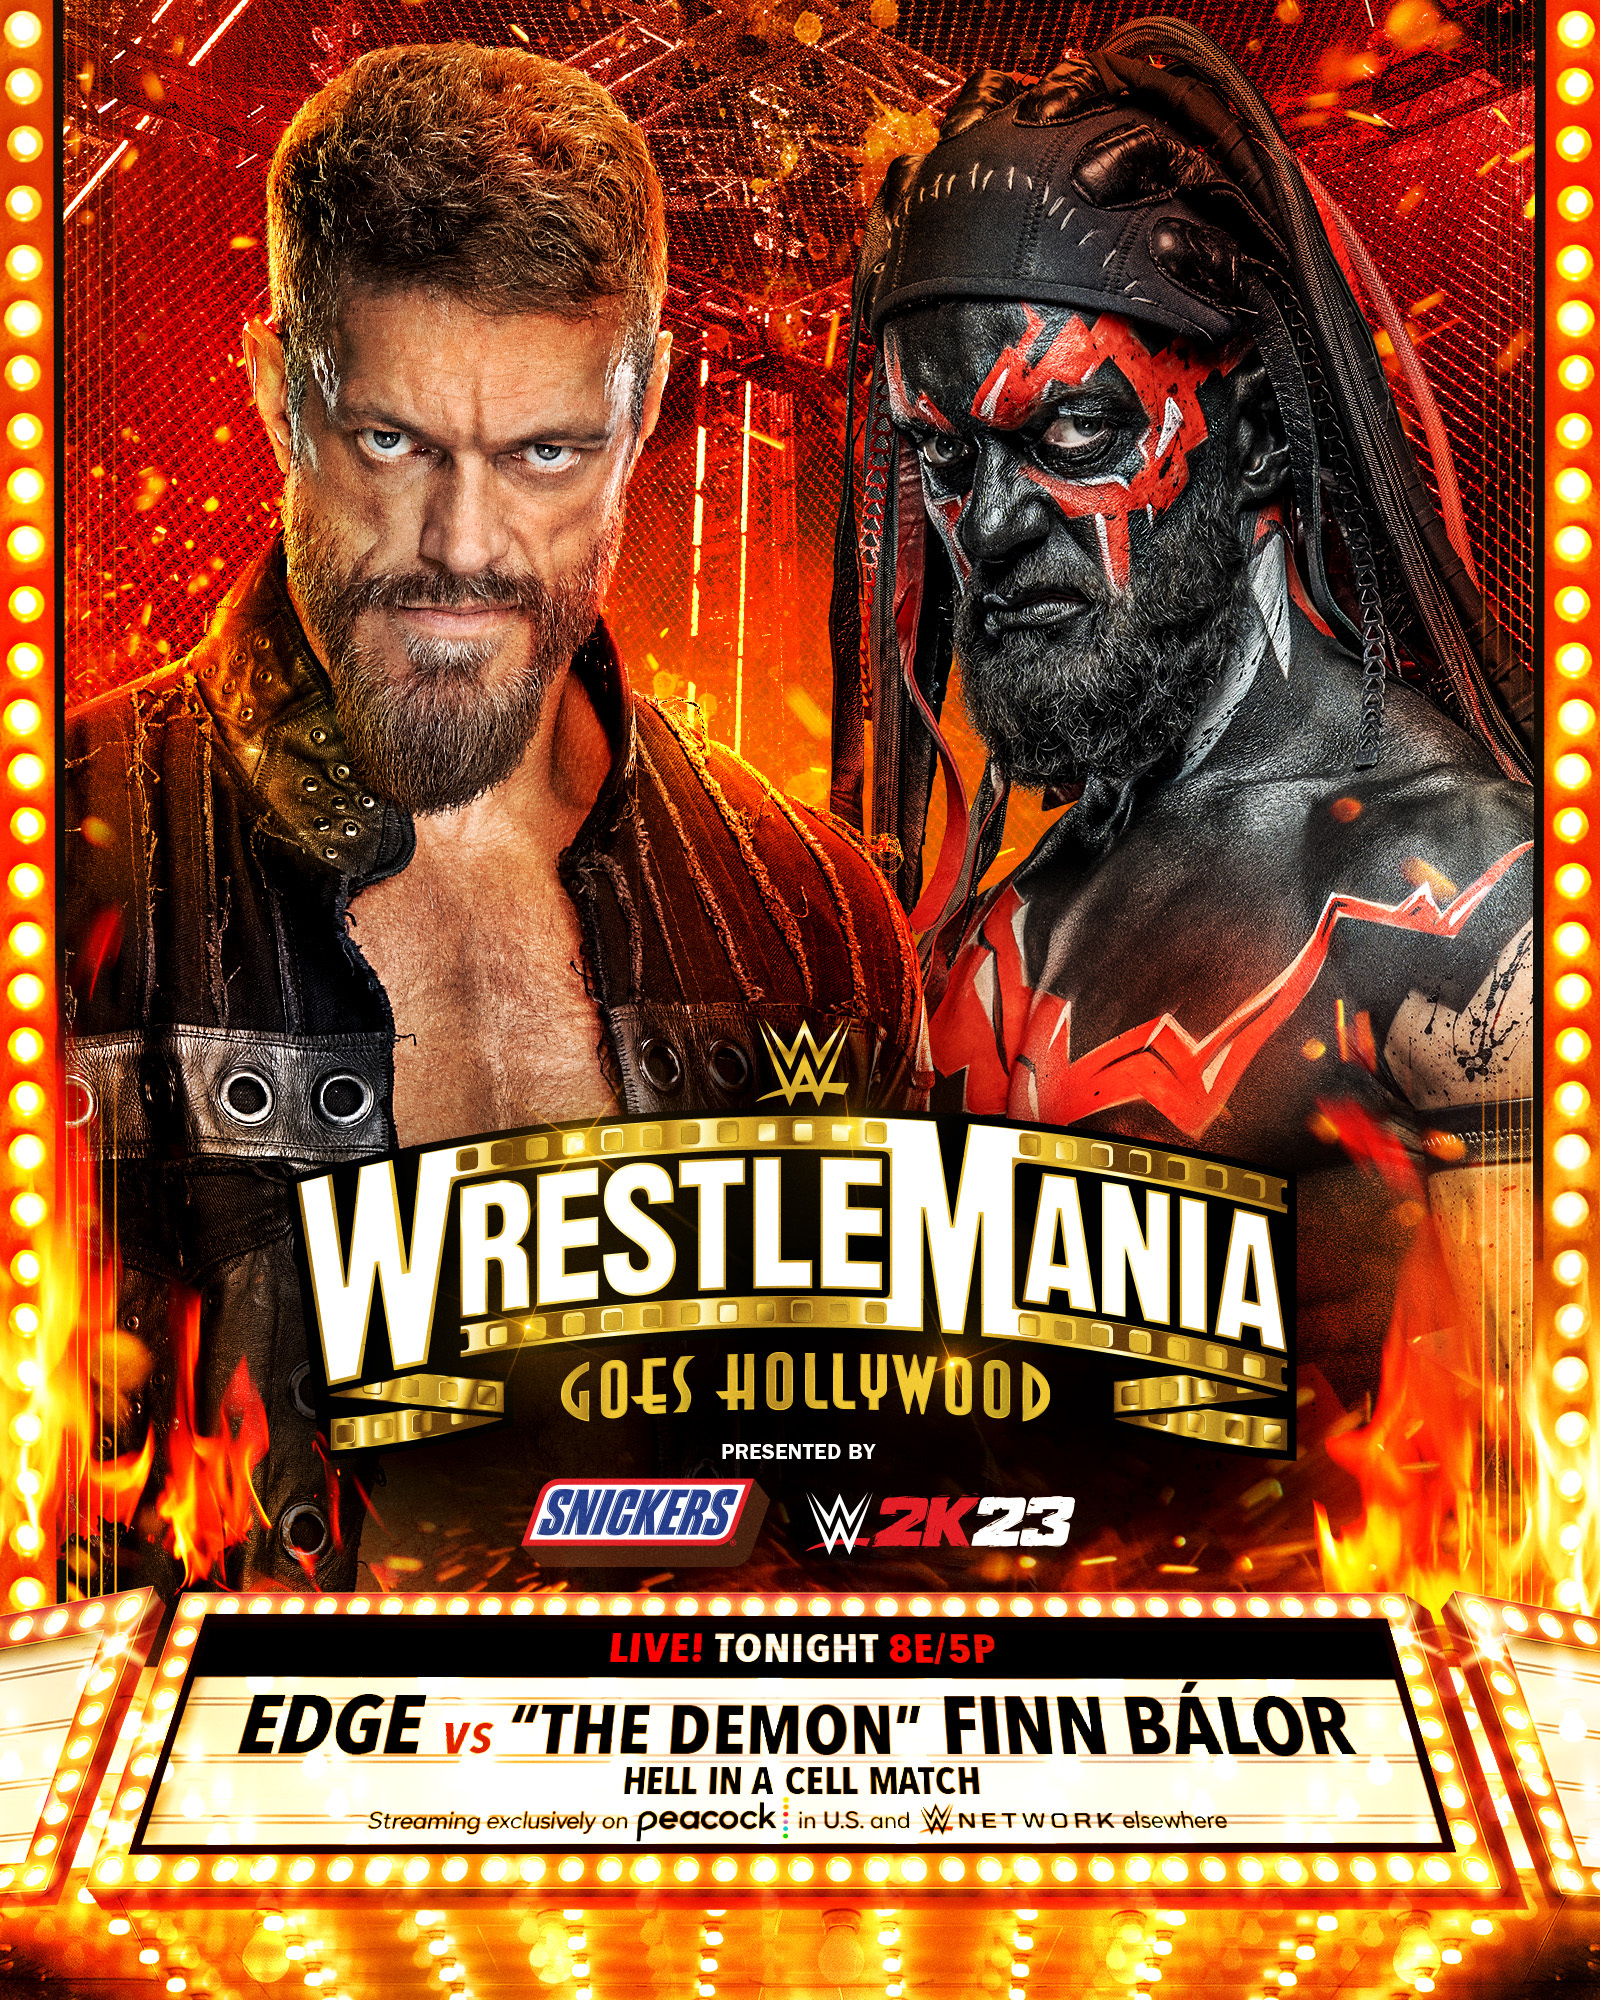 W
WRESTLEMANIA
GOES HOLLYWOOD
PRESENTED BY
SNICKERS W 2K23
LIVE! TONIGHT 8E/5P
EDGE VS "THE DEMON" FINN BÁLOR
HELL IN A CELL MATCH
Streaming exclusively on peacock in U.S. and W NETWORK elsewhere